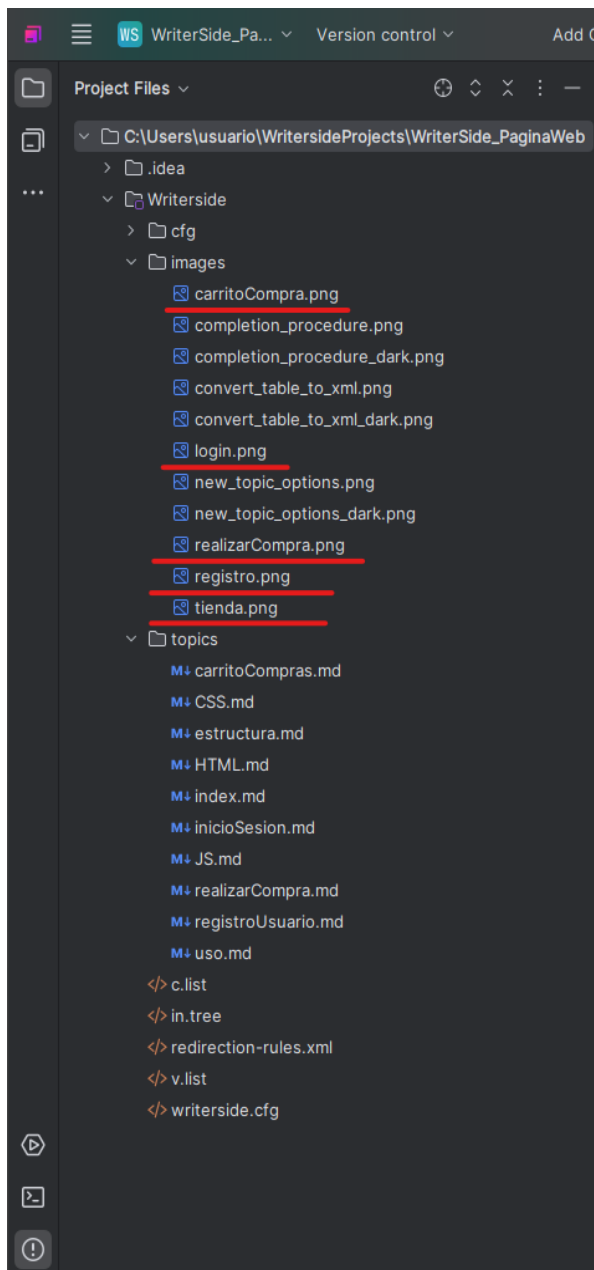 WS WriterSide_Pa... Version control Add
Project Files
C:\Users\usuario\WritersideProjects\WriterSide_PaginaWeb
.idea
Writerside
cfg
images
carritoCompra.png
completion_procedure.png
completion_procedure_dark.png
convert_table_to_xml.png
convert_table_to_xml_dark.png
login.png
new_topic_options.png
new_topic_options_dark.png
realizarCompra.png
registro.png
tienda.png
topics
M↓ carritoCompras.md
M↓ CSS.md
M↓ estructura.md
M↓ HTML.md
M↓ index.md
M↓ inicioSesion.md
M↓ JS.md
M↓ realizarCompra.md
M↓ registroUsuario.md
M↓ uso.md
</> c.list
</> in.tree
</> redirection-rules.xml
</> v.list
</> writerside.cfg